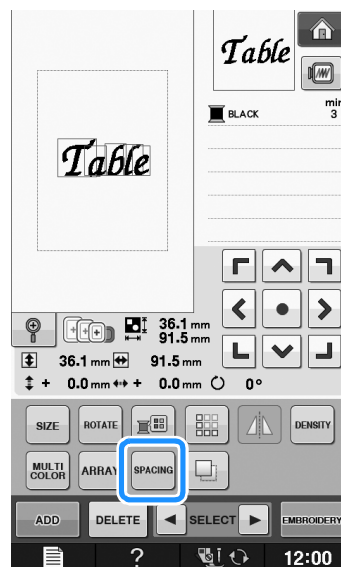 Table
Table
BLACK
min
3
36.1 mm
91.5 mm
36.1 mm 91.5 mm
+ 0.0 mm + 0.0 mm 0°
SIZE
ROTATE
DENSITY
MULTI
COLOR
ARRAY
SPACING
ADD
DELETE
SELECT
EMBROIDERY
? 12:00